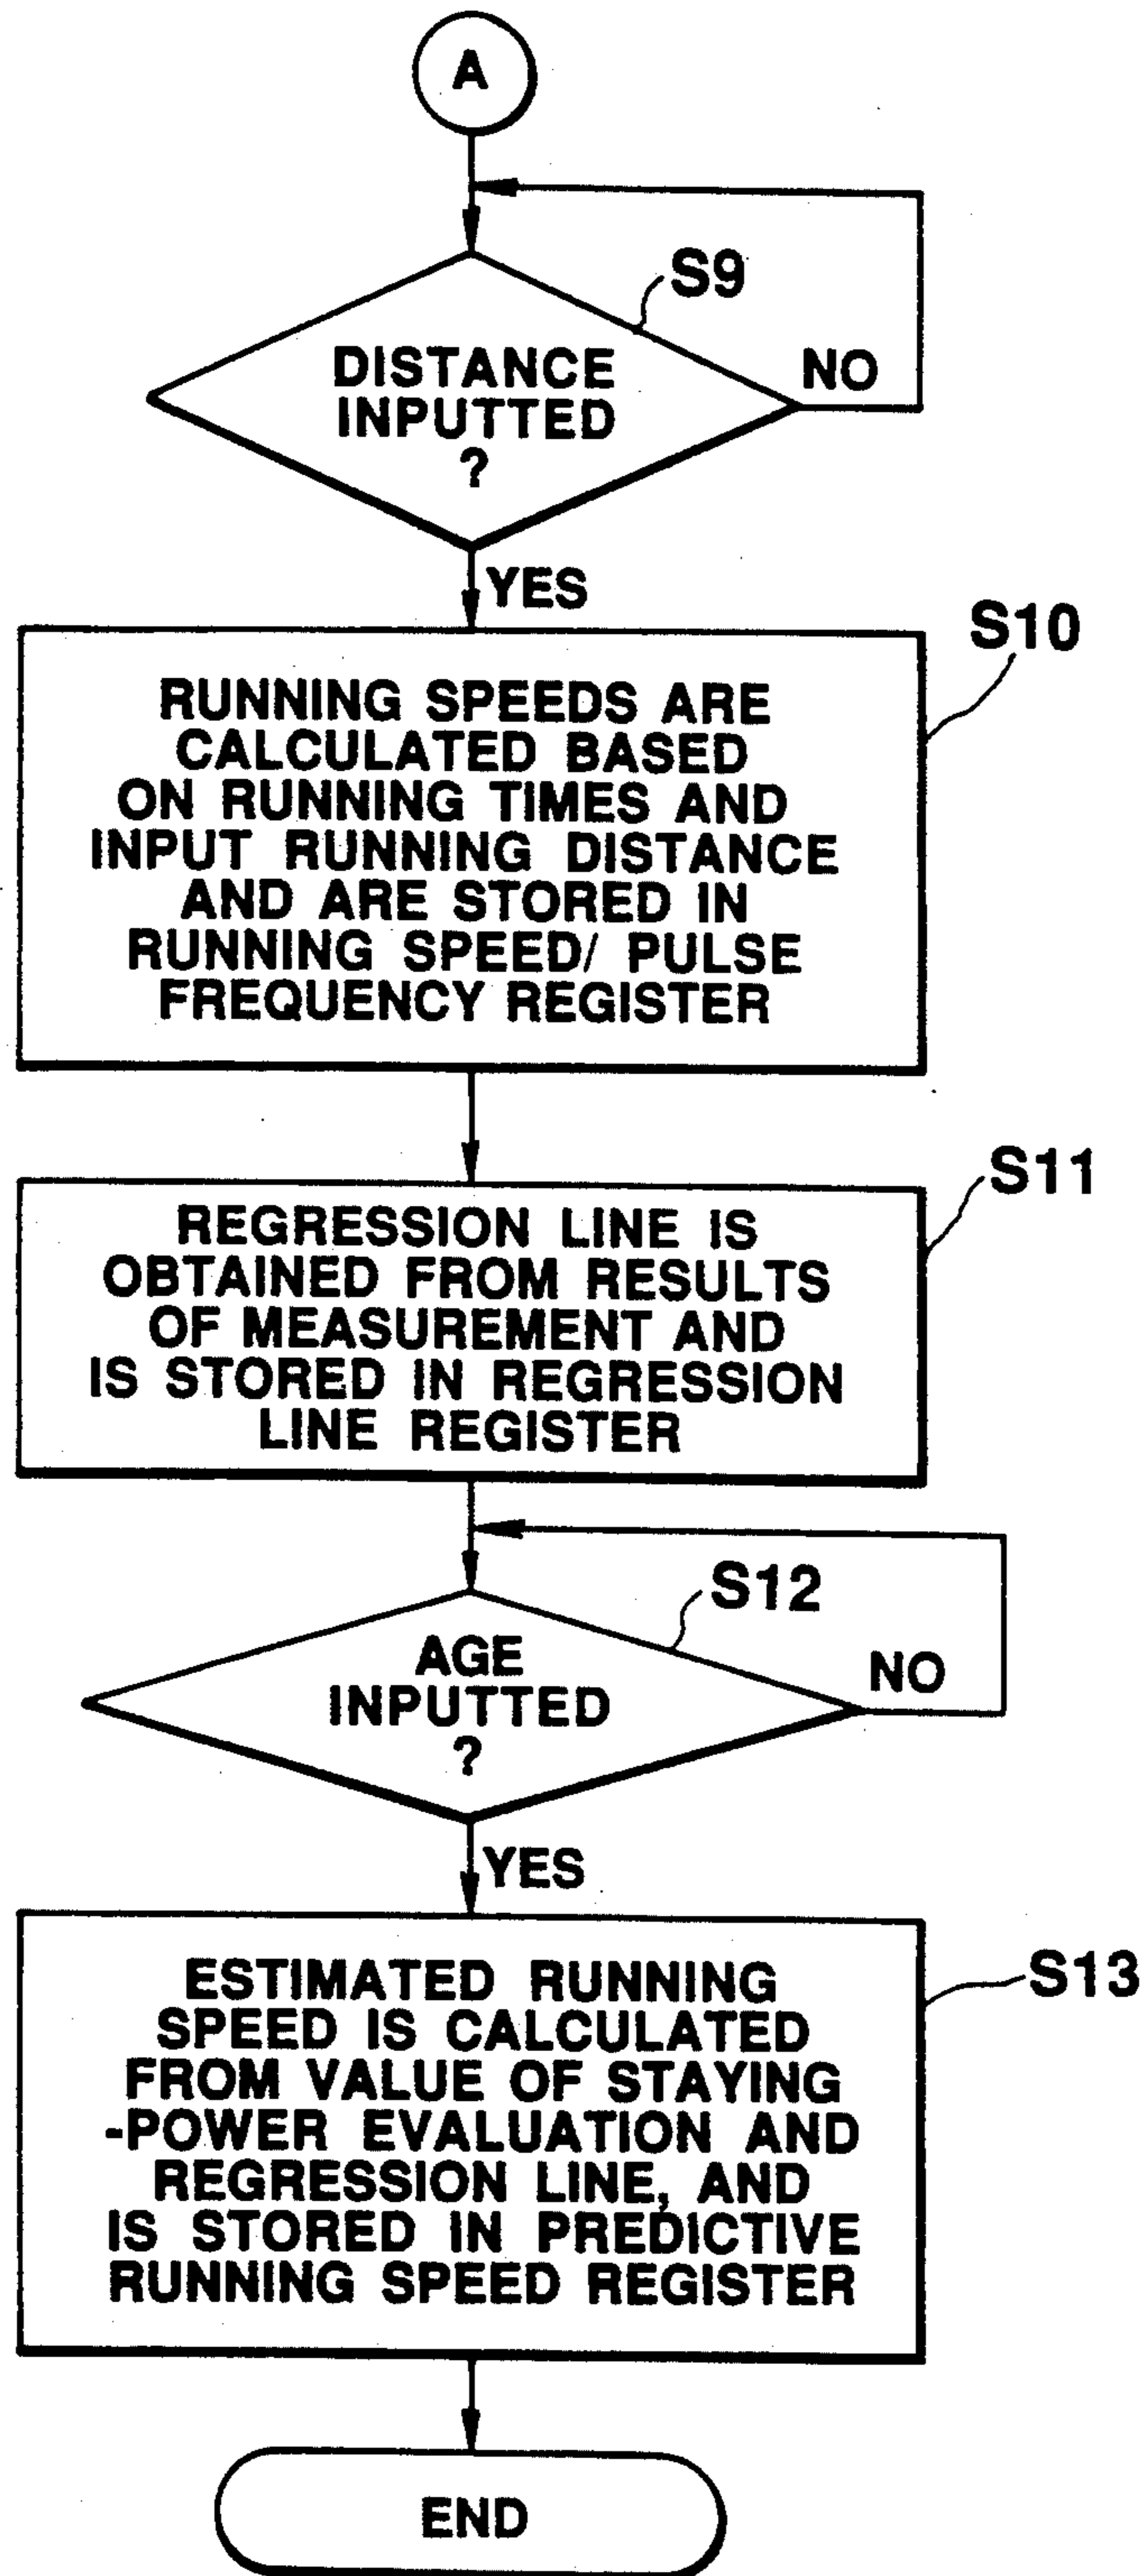 A
S9
DISTANCE
INPUTTED
?
NO
YES
S10
RUNNING SPEEDS ARE
CALCULATED BASED
ON RUNNING TIMES AND
INPUT RUNNING DISTANCE
AND ARE STORED IN
RUNNING SPEED/ PULSE
FREQUENCY REGISTER
S11
REGRESSION LINE IS
OBTAINED FROM RESULTS
OF MEASUREMENT AND
IS STORED IN REGRESSION
LINE REGISTER
S12
AGE
INPUTTED
?
NO
YES
S13
ESTIMATED RUNNING
SPEED IS CALCULATED
FROM VALUE OF STAYING
-POWER EVALUATION AND
REGRESSION LINE, AND
IS STORED IN PREDICTIVE
RUNNING SPEED REGISTER
END